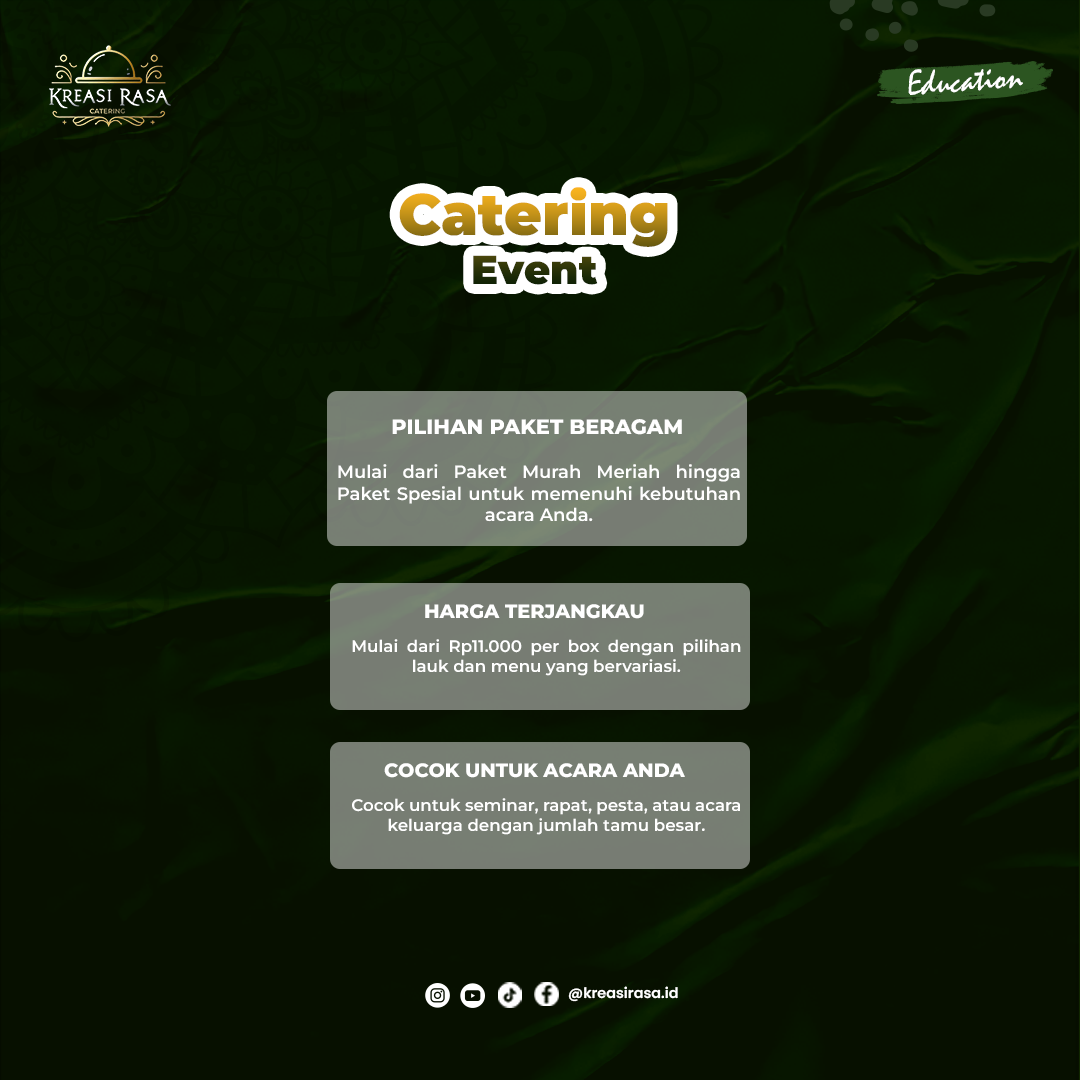 KREASI RASA
CATERING
Education
Catering
Event
PILIHAN PAKET BERAGAM
Mulai dari Paket Murah Meriah hingga
Paket Spesial untuk memenuhi kebutuhan
acara Anda.
HARGA TERJANGKAU
Mulai dari Rp11.000 per box dengan pilihan
lauk dan menu yang bervariasi.
COCOK UNTUK ACARA ANDA
Cocok untuk seminar, rapat, pesta, atau acara
keluarga dengan jumlah tamu besar.
@kreasirasa.id